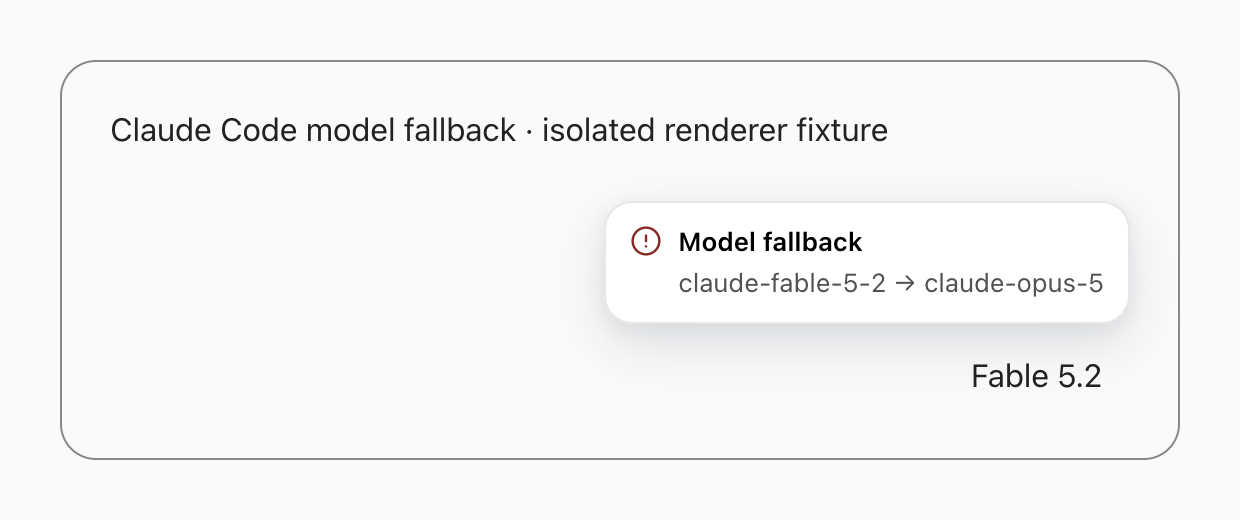 Claude Code model fallback · isolated renderer fixture
Model fallback
claude-fable-5-2 → claude-opus-5
Fable 5.2